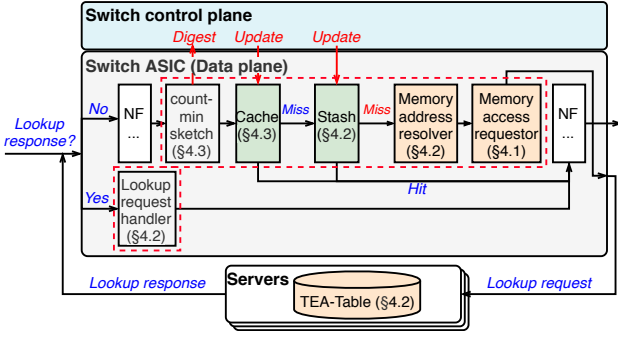 Switch control plane
Digest
Update
Update
Switch ASIC (Data plane)
No
NF
...
count-
min
sketch
(§4.3)
Cache
(§4.3)
Miss
Stash
(§4.2)
Miss
Memory
address
resolver
(§4.2)
Memory
access
requestor
(§4.1)
NF
...
Lookup
response?
Yes
Lookup
request
handler
(§4.2)
Hit
Lookup response
Servers
TEA-Table (§4.2)
Lookup request